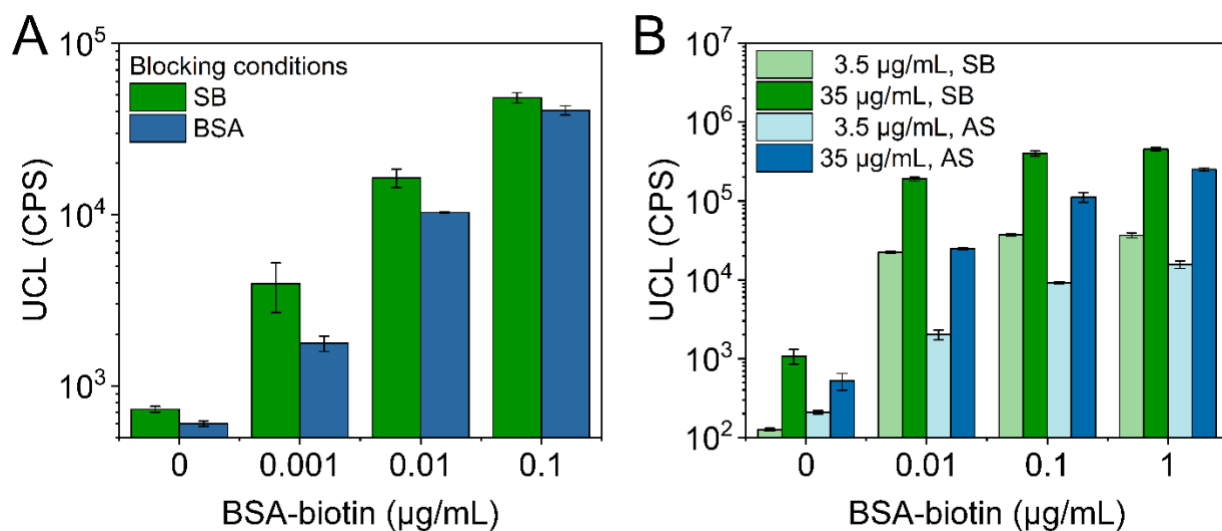 A
10^5
10^4
10^3
UCL (CPS)
Blocking conditions
SB
BSA
0 0.001 0.01 0.1
BSA-biotin (µg/mL)
B
10^7
10^6
10^5
10^4
10^3
10^2
UCL (CPS)
3.5 µg/mL, SB
35 µg/mL, SB
3.5 µg/mL, AS
35 µg/mL, AS
0 0.01 0.1 1
BSA-biotin (µg/mL)